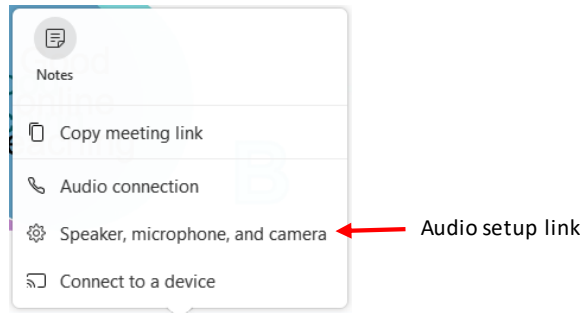 Notes
Copy meeting link
Audio connection
Speaker, microphone, and camera
Audio setup link
Connect to a device